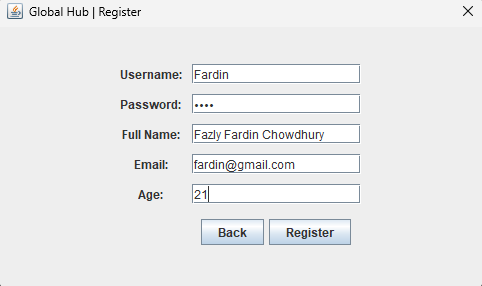 Global Hub | Register
Username: Fardin
Password: ••••
Full Name: Fazly Fardin Chowdhury
Email: fardin@gmail.com
Age: 21
Back Register